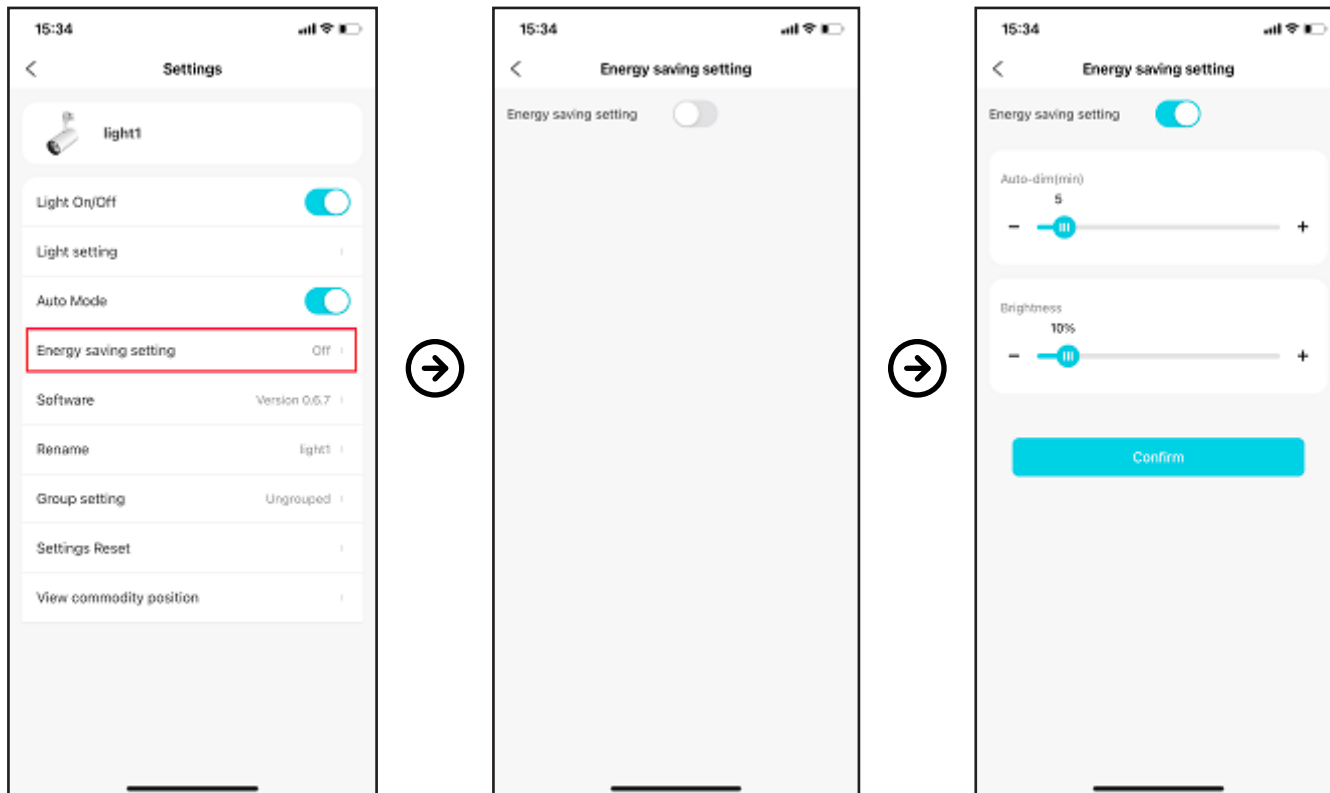 15:34
Settings
light1
Light On/Off
Light setting
Auto Mode
Energy saving setting Off
Software Version 0.6.7
Rename light1
Group setting Ungrouped
Settings Reset
View commodity position
15:34
Energy saving setting
Energy saving setting
15:34
Energy saving setting
Energy saving setting
Auto-dim(min)
5
- +
Brightness
10%
- +
Confirm